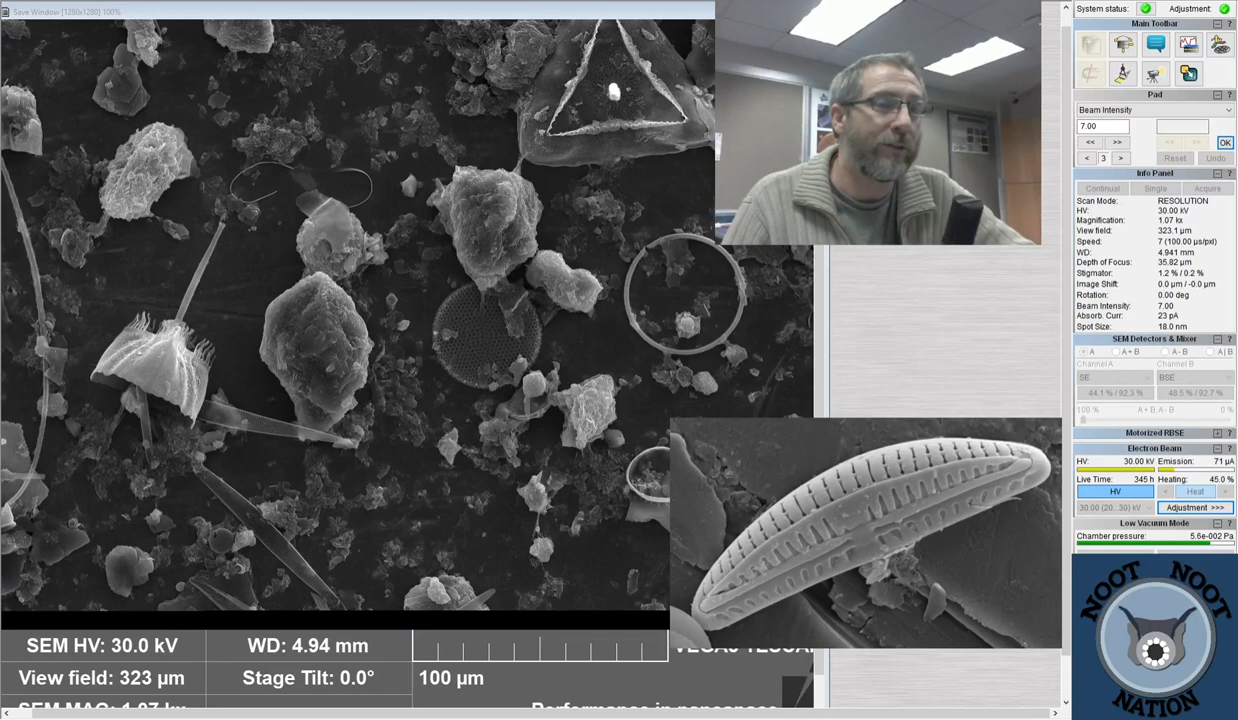 Save Window [1280x1280] 100%
System status: Adjustment:
Main Toolbar
Pad
Beam Intensity
7.00
<< >> << >> OK
< 3 > Reset Undo
Info Panel
Continual Single Acquire
Scan Mode: RESOLUTION
HV: 30.00 kV
Magnification: 1.07 kx
View field: 323.1 µm
Speed: 7 (100.00 µs/pxl)
WD: 4.941 mm
Depth of Focus: 35.82 µm
Stigmator: 1.2 % / 0.2 %
Image Shift: 0.0 µm / -0.0 µm
Rotation: 0.00 deg
Beam Intensity: 7.00
Absorb. Curr: 23 pA
Spot Size: 18.0 nm
SEM Detectors & Mixer
A A + B A - B A | B
Channel A Channel B
SE BSE
44.1 % / 92.3 % 48.5 % / 92.7 %
100 % A + B, A - B 0 %
Motorized RBSE
Electron Beam
HV: 30.00 kV Emission: 71 µA
Live Time: 345 h Heating: 45.0 %
HV < Heat >
30.00 (20...30) kV Adjustment >>>
Low Vacuum Mode
Chamber pressure: 5.6e-002 Pa
NOOT NOOT
NATION
SEM HV: 30.0 kV WD: 4.94 mm
View field: 323 µm Stage Tilt: 0.0° 100 µm
SEM MAG: 1.07 kx Performance in nanospace